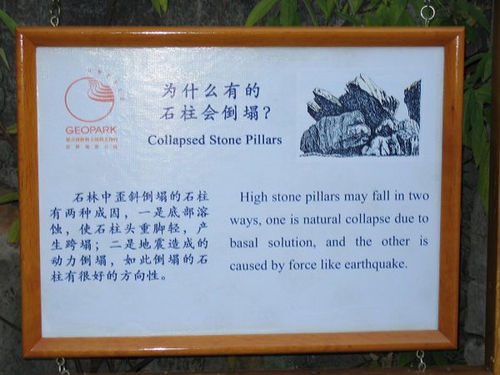 为什么有的
石柱会倒塌？
Collapsed Stone Pillars
GEOPARK
石林中歪斜倒塌的石柱
有两种成因，一是底部溶
蚀，使石柱头重脚轻，产
生跨塌；二是地震造成的
动力倒塌，如此倒塌的石
柱有很好的方向性。
High stone pillars may fall in two
ways, one is natural collapse due to
basal solution, and the other is
caused by force like earthquake.